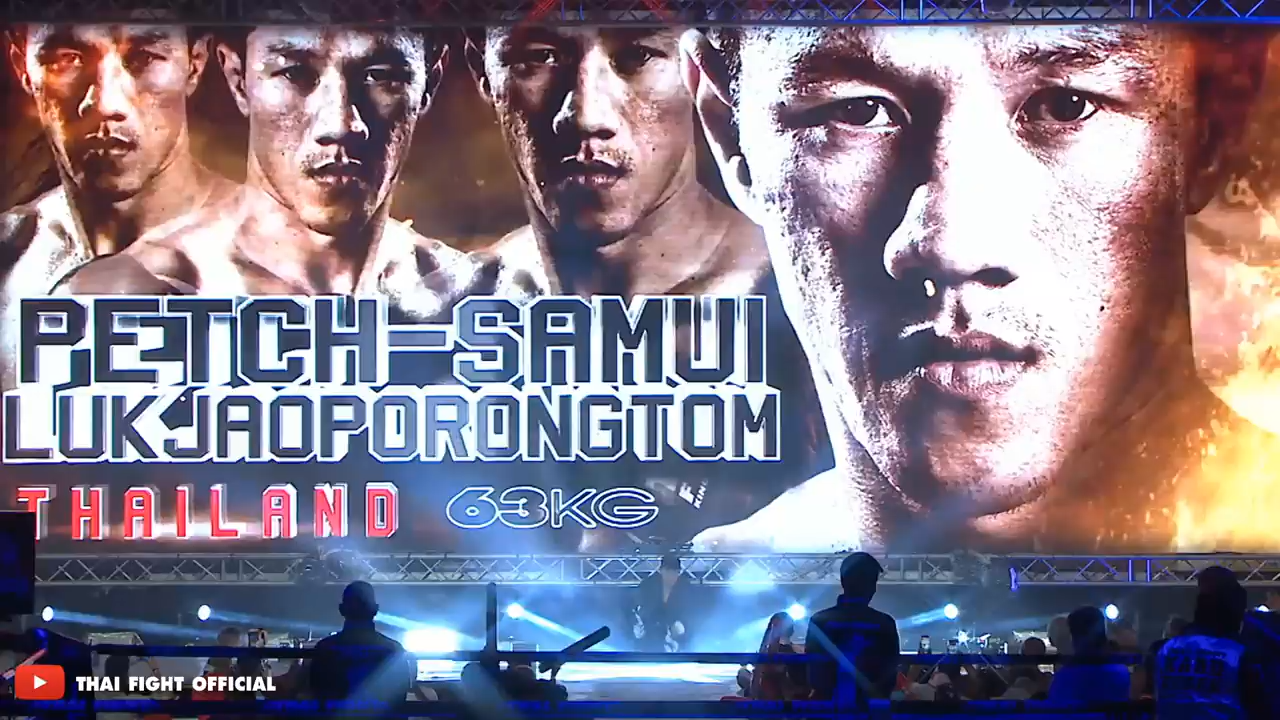 PETCH-SAMUI
LUKJAOPORONGTOM
THAILAND 63KG
THAI FIGHT OFFICIAL